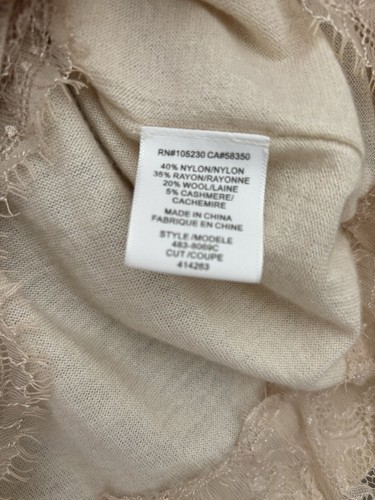 RN#105230 CA#58350
40% NYLON/NYLON
35% RAYON/RAYONNE
20% WOOL/LAINE
5% CASHMERE/
CACHEMIRE
MADE IN CHINA
FABRIQUE EN CHINE
STYLE/MODELE
483-8069C
CUT/COUPE
414263